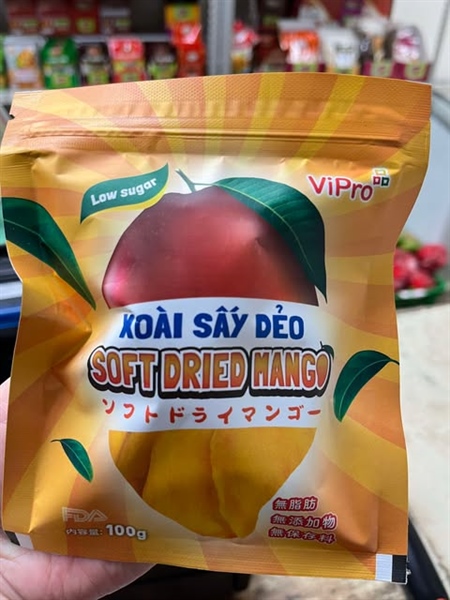 Low sugar
ViPro
XOÀI SẤY DẺO
SOFT DRIED MANGO
ソフトドライマンゴー
無脂肪
無添加物
無保存料
FDA
内容量: 100g